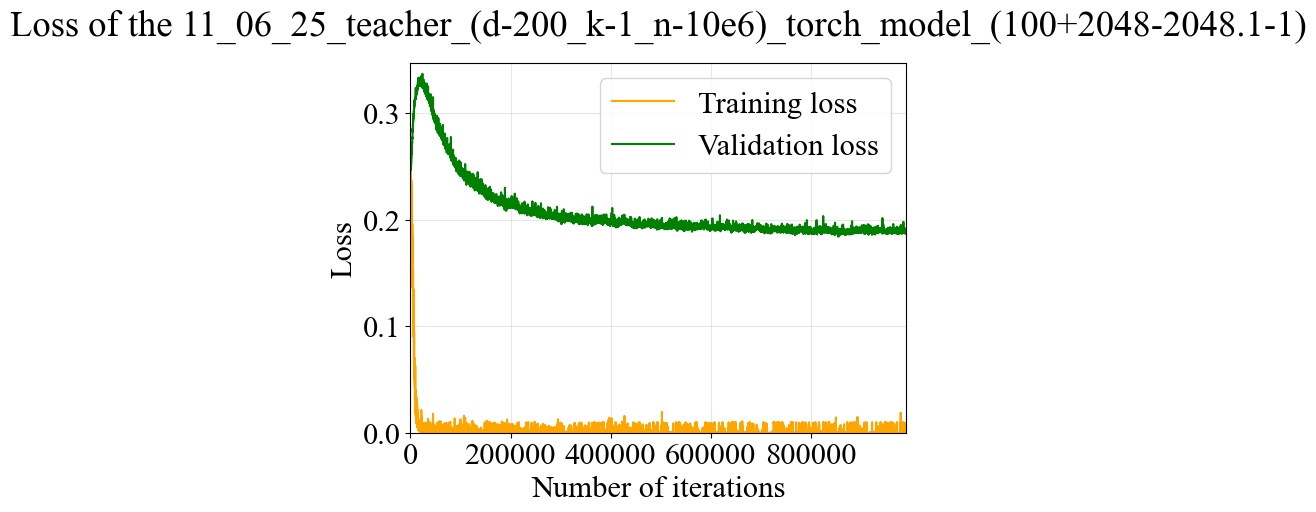 Loss of the 11_06_25_teacher_(d-200_k-1_n-10e6)_torch_model_(100+2048-2048.1-1)
Training loss
Validation loss
0.3
0.2
0.1
0.0
Loss
0 200000 400000 600000 800000
Number of iterations